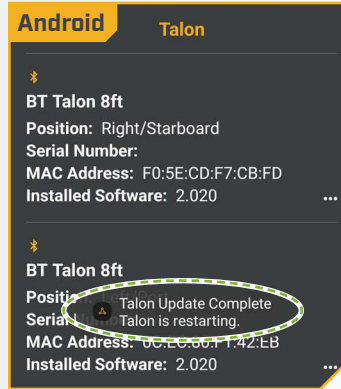 Android
Talon
BT Talon 8ft
Position: Right/Starboard
Serial Number:
MAC Address: F0:5E:CD:F7:CB:FD
Installed Software: 2.020
...
BT Talon 8ft
Talon Update Complete
Serial
Talon is restarting.
MAC Address:
Installed Software: 2.020
...